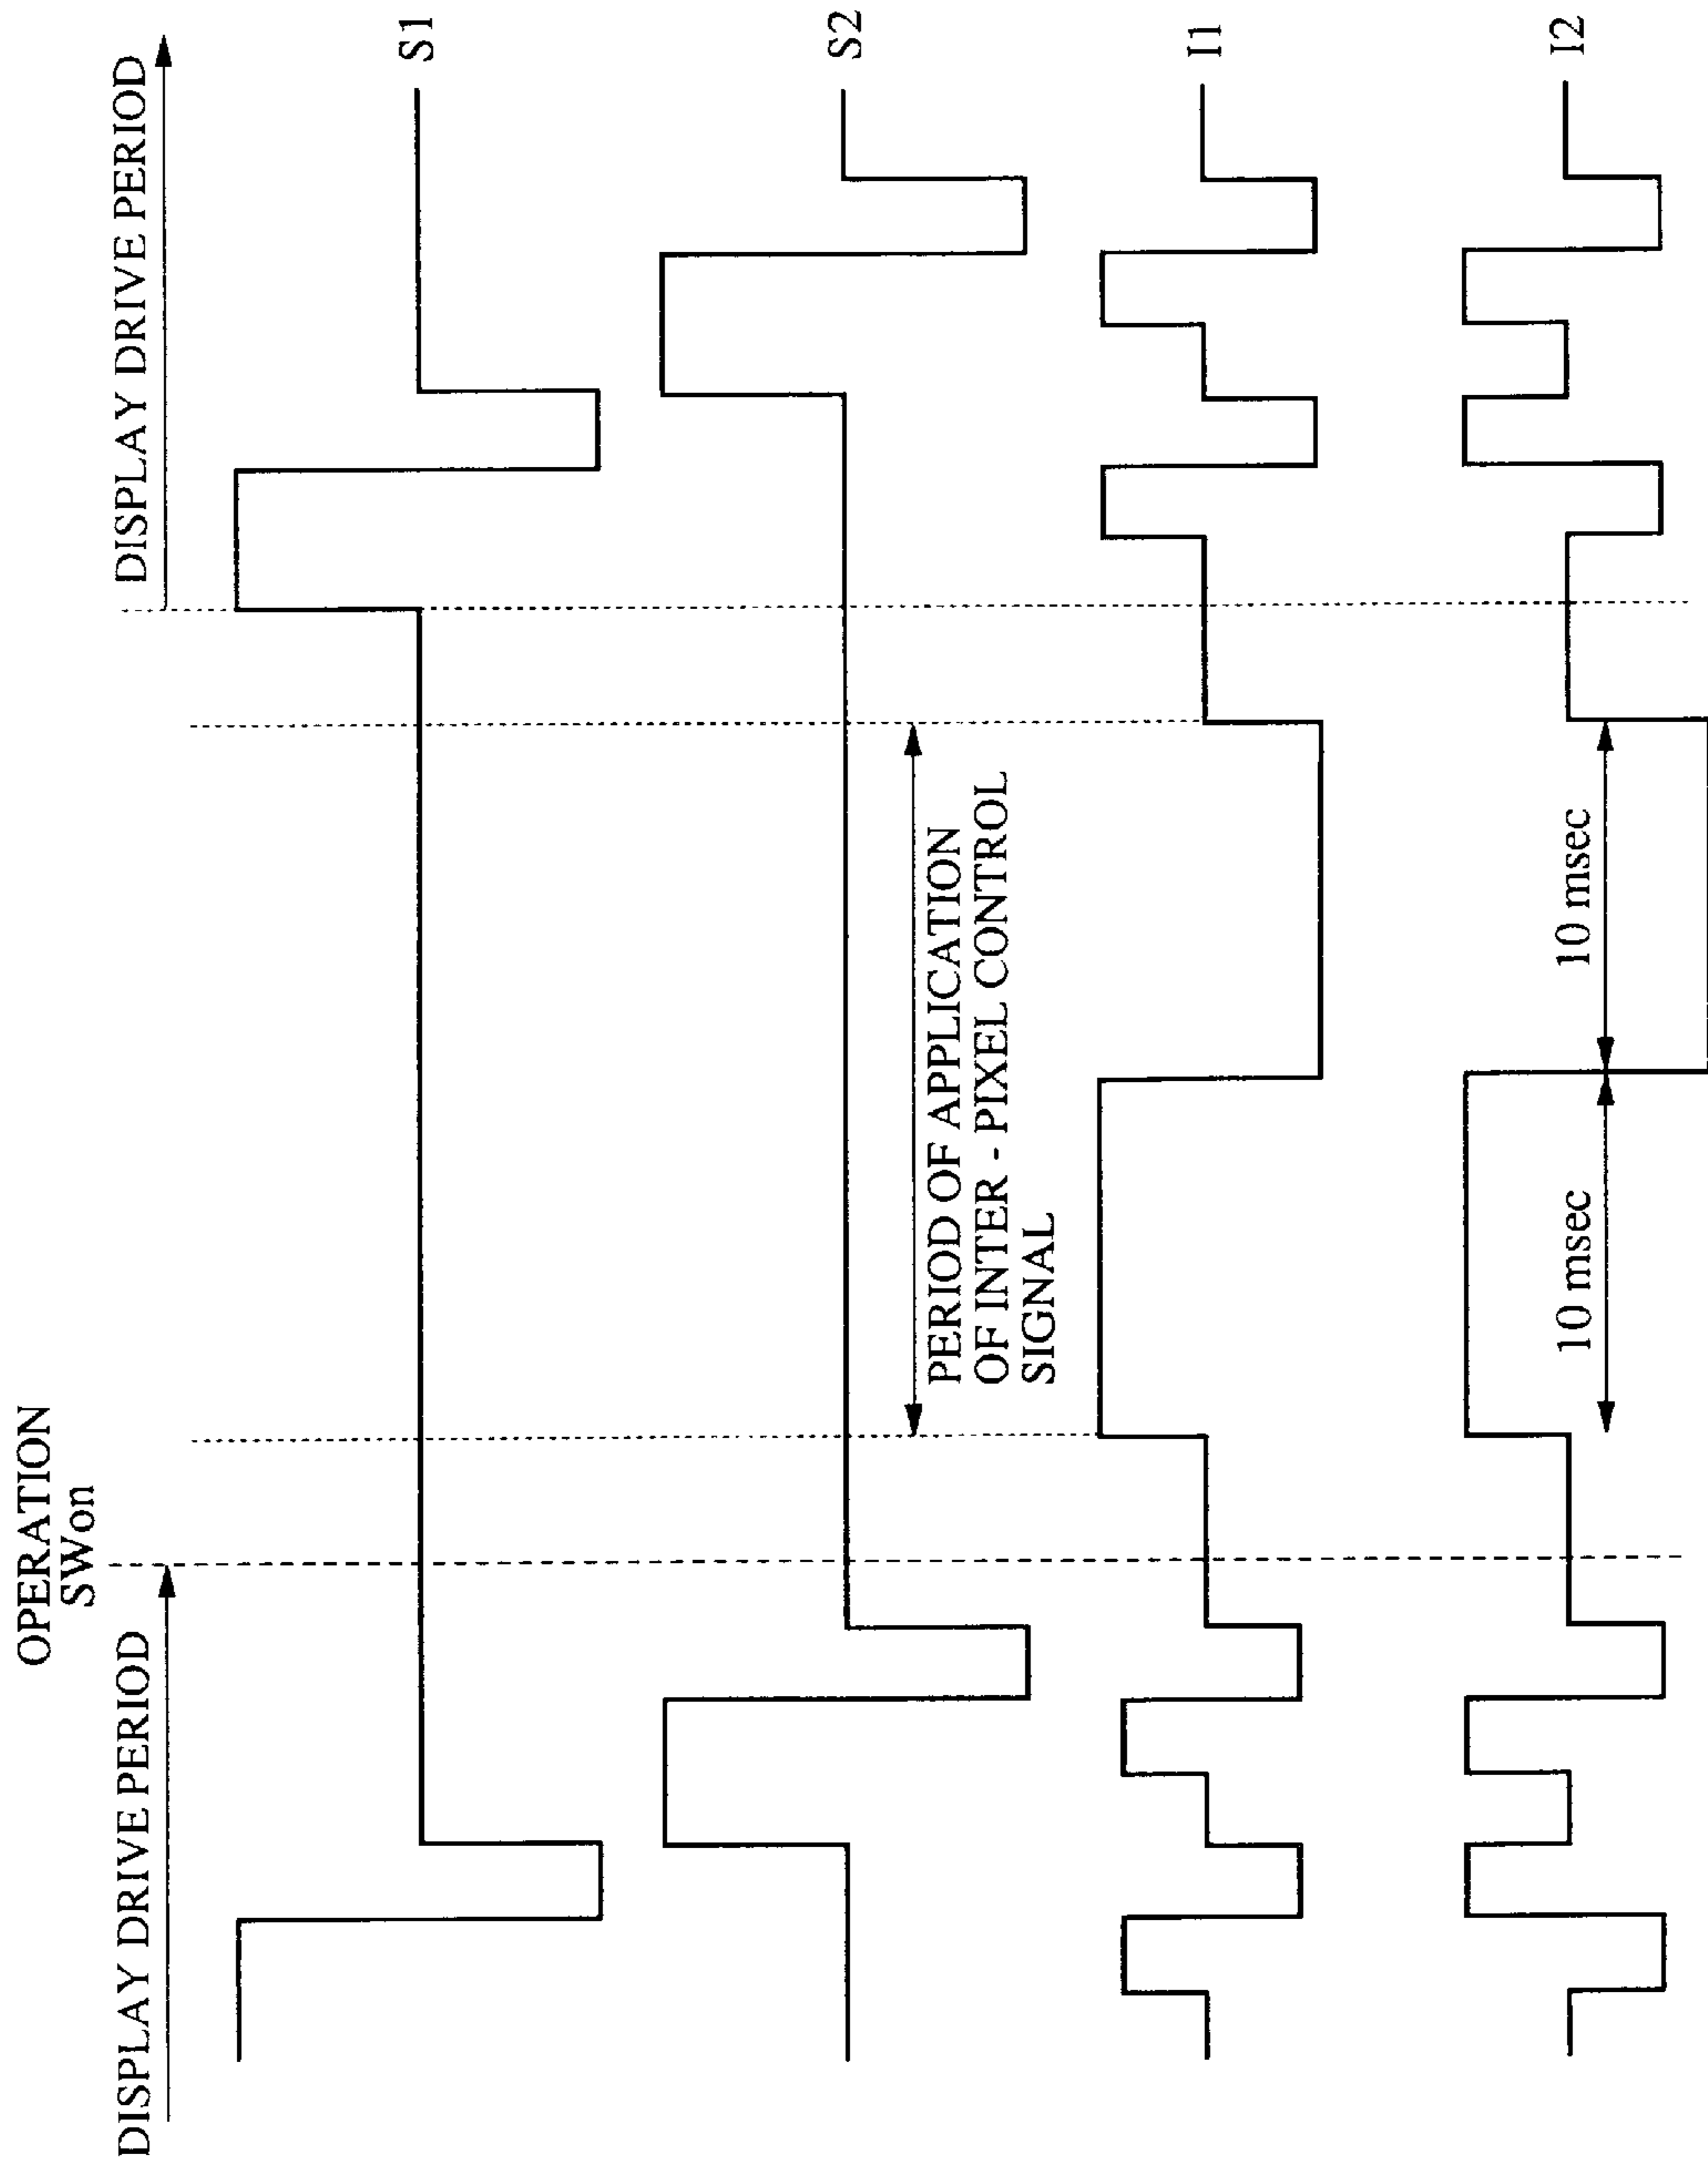 OPERATION
SWon
DISPLAY DRIVE PERIOD
DISPLAY DRIVE PERIOD
S1
S2
PERIOD OF APPLICATION
OF INTER - PIXEL CONTROL
SIGNAL
I1
I2
10 msec
10 msec